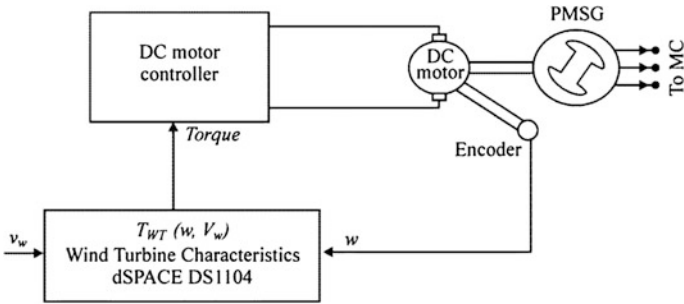 PMSG
DC motor
controller
DC
motor
To MC
Torque
Encoder
T_WT (w, V_w)
v_w
Wind Turbine Characteristics
dSPACE DS1104
w